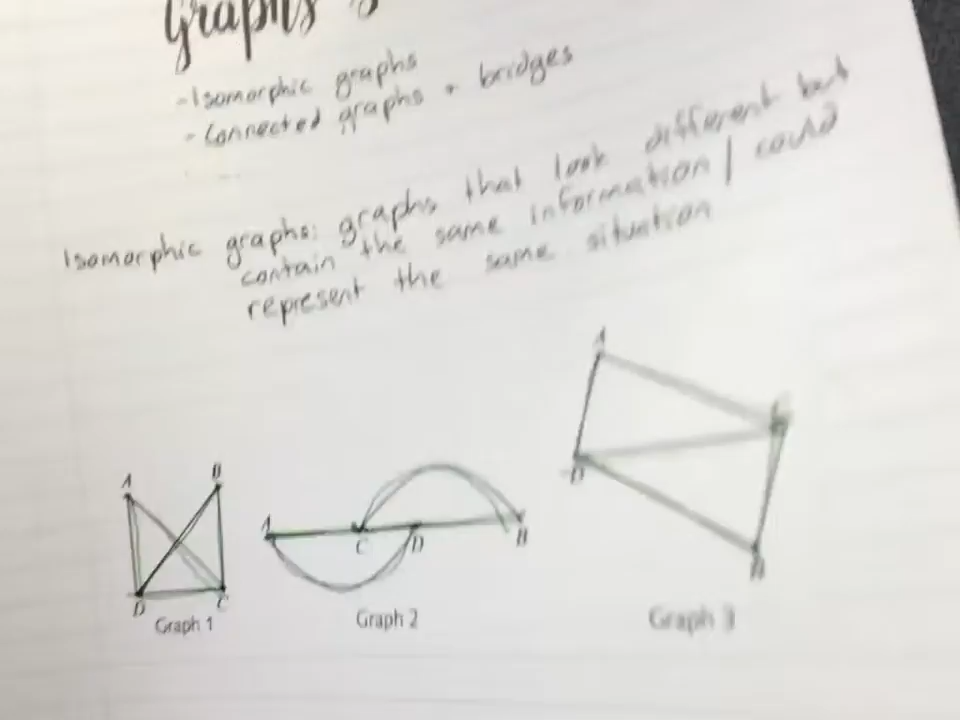 Graphs
-Isomorphic graphs
-Connected graphs + bridges
Isomorphic graphs: graphs that look different but
contain the same information / could
represent the same situation
A
B
D
C
Graph 1
A
C
D
B
Graph 2
A
C
D
B
Graph 3